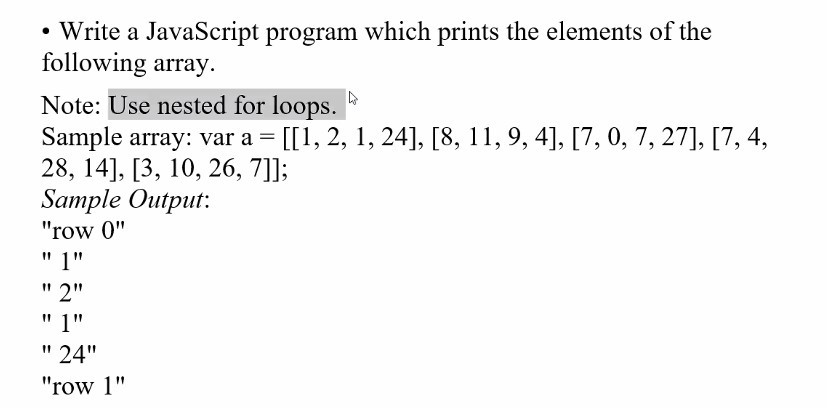 • Write a JavaScript program which prints the elements of the
following array.
Note: Use nested for loops.
Sample array: var a = [[1, 2, 1, 24], [8, 11, 9, 4], [7, 0, 7, 27], [7, 4,
28, 14], [3, 10, 26, 7]];
Sample Output:
"row 0"
" 1"
" 2"
" 1"
" 24"
"row 1"